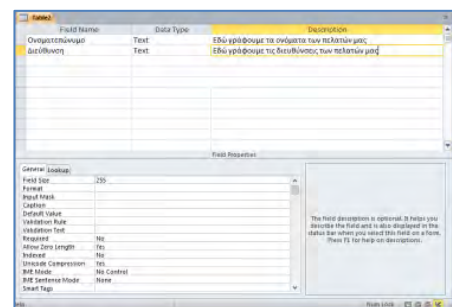 Table2
Field Name Data Type Description
Ονοματεπώνυμο Text Εδώ γράφουμε τα ονόματα των πελατών μας
Διεύθυνση Text Εδώ γράφουμε τις διευθύνσεις των πελατών μας
Field Properties
General Lookup
Field Size 255
Format
Input Mask
Caption
Default Value
Validation Rule
Validation Text
Required No
Allow Zero Length Yes
Indexed No
Unicode Compression Yes
IME Mode No Control
IME Sentence Mode None
Smart Tags
The field description is optional. It helps you
describe the field and is also displayed in the
status bar when you select this field on a form.
Press F1 for help on descriptions.
Num Lock